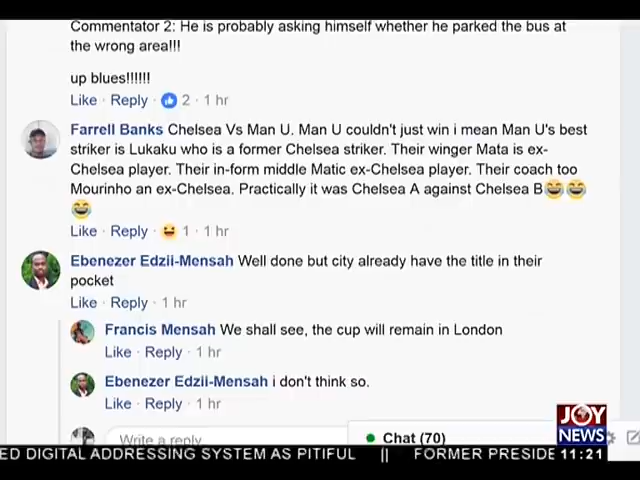 Commentator 2: He is probably asking himself whether he parked the bus at
the wrong area!!!
up blues!!!!!!
Like · Reply · 2 · 1 hr
Farrell Banks Chelsea Vs Man U. Man U couldn't just win i mean Man U's best
striker is Lukaku who is a former Chelsea striker. Their winger Mata is ex-
Chelsea player. Their in-form middle Matic ex-Chelsea player. Their coach too
Mourinho an ex-Chelsea. Practically it was Chelsea A against Chelsea B😂😂
😂
Like · Reply · 😆 1 · 1 hr
Ebenezer Edzii-Mensah Well done but city already have the title in their
pocket
Like · Reply · 1 hr
Francis Mensah We shall see, the cup will remain in London
Like · Reply · 1 hr
Ebenezer Edzii-Mensah i don't think so.
Like · Reply · 1 hr
Write a reply
Chat (70)
JOY
NEWS
ED DIGITAL ADDRESSING SYSTEM AS PITIFUL || FORMER PRESIDE 11:21